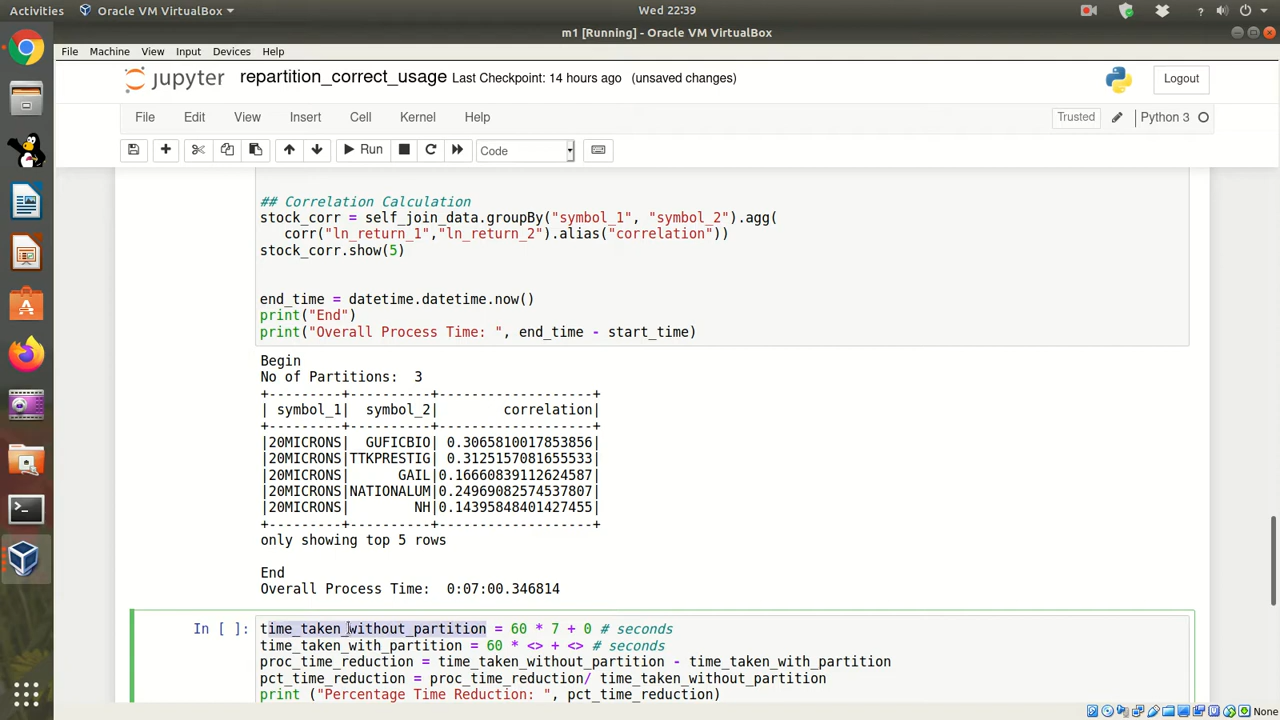 Activities Oracle VM VirtualBox Wed 22:39
m1 [Running] - Oracle VM VirtualBox
File Machine View Input Devices Help
jupyter repartition_correct_usage Last Checkpoint: 14 hours ago (unsaved changes) Logout
File Edit View Insert Cell Kernel Help Trusted Python 3
Run Code
## Correlation Calculation
stock_corr = self_join_data.groupBy("symbol_1", "symbol_2").agg(
corr("ln_return_1","ln_return_2").alias("correlation"))
stock_corr.show(5)
end_time = datetime.datetime.now()
print("End")
print("Overall Process Time: ", end_time - start_time)
Begin
No of Partitions:  3
+---------+----------+-------------------+
| symbol_1|  symbol_2|        correlation|
+---------+----------+-------------------+
|20MICRONS|  GUFICBIO| 0.3065810017853856|
|20MICRONS|TTKPRESTIG| 0.3125157081655533|
|20MICRONS|      GAIL|0.16660839112624587|
|20MICRONS|NATIONALUM|0.24969082574537807|
|20MICRONS|        NH|0.14395848401427455|
+---------+----------+-------------------+
only showing top 5 rows
End
Overall Process Time:  0:07:00.346814
In [ ]: time_taken_without_partition = 60 * 7 + 0 # seconds
time_taken_with_partition = 60 * <> + <> # seconds
proc_time_reduction = time_taken_without_partition - time_taken_with_partition
pct_time_reduction = proc_time_reduction/ time_taken_without_partition
print ("Percentage Time Reduction: ", pct_time_reduction)
None